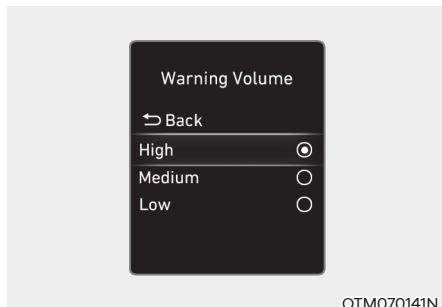 Warning Volume
Back
High
Medium
Low
OTM070141N